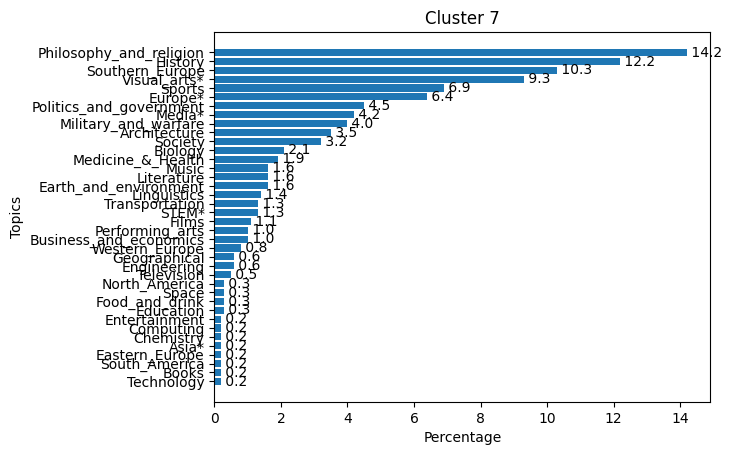 Cluster 7
Philosophy_and_religion 14.2
History 12.2
Southern_Europe 10.3
Visual_arts* 9.3
Sports 6.9
Europe* 6.4
Politics_and_government 4.5
Media* 4.2
Military_and_warfare 4.0
Architecture 3.5
Society 3.2
Biology 2.1
Medicine_&_Health 1.9
Music 1.6
Literature 1.6
Earth_and_environment 1.6
Linguistics 1.4
Transportation 1.3
STEM* 1.3
Films 1.1
Performing_arts 1.0
Business_and_economics 1.0
Western_Europe 0.8
Geographical 0.6
Engineering 0.6
Television 0.5
North_America 0.3
Space 0.3
Food_and_drink 0.3
Education 0.3
Entertainment 0.2
Computing 0.2
Chemistry 0.2
Asia* 0.2
Eastern_Europe 0.2
South_America 0.2
Books 0.2
Technology 0.2
Topics
0 2 4 6 8 10 12 14
Percentage